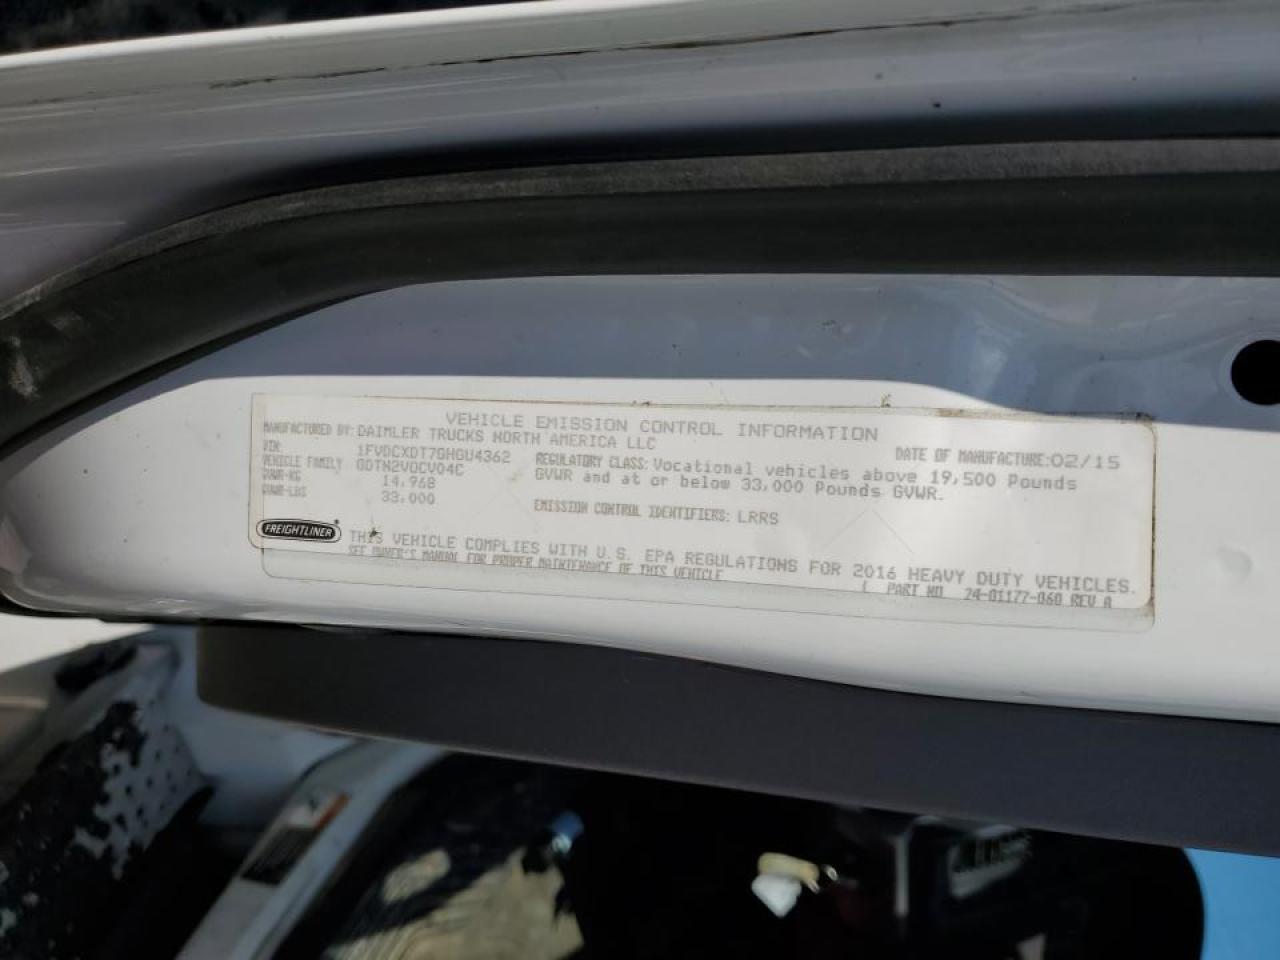 VEHICLE EMISSION CONTROL INFORMATION
MANUFACTURED BY: DAIMLER TRUCKS NORTH AMERICA LLC
DATE OF MANUFACTURE: 02/15
VIN: 1FVDCXDT7GHGU4362
VEHICLE FAMILY GDTN2VOCV04C
GVWR-KG 14,968
GVWR-LBS 33,000
REGULATORY CLASS: Vocational vehicles above 19,500 Pounds
GVWR and at or below 33,000 Pounds GVWR.
EMISSION CONTROL IDENTIFIERS: LRRS
FREIGHTLINER®
THIS VEHICLE COMPLIES WITH U.S. EPA REGULATIONS FOR 2016 HEAVY DUTY VEHICLES.
SEE OWNER'S MANUAL FOR PROPER MAINTENANCE OF THIS VEHICLE
( PART NO 24-01177-060 REV A